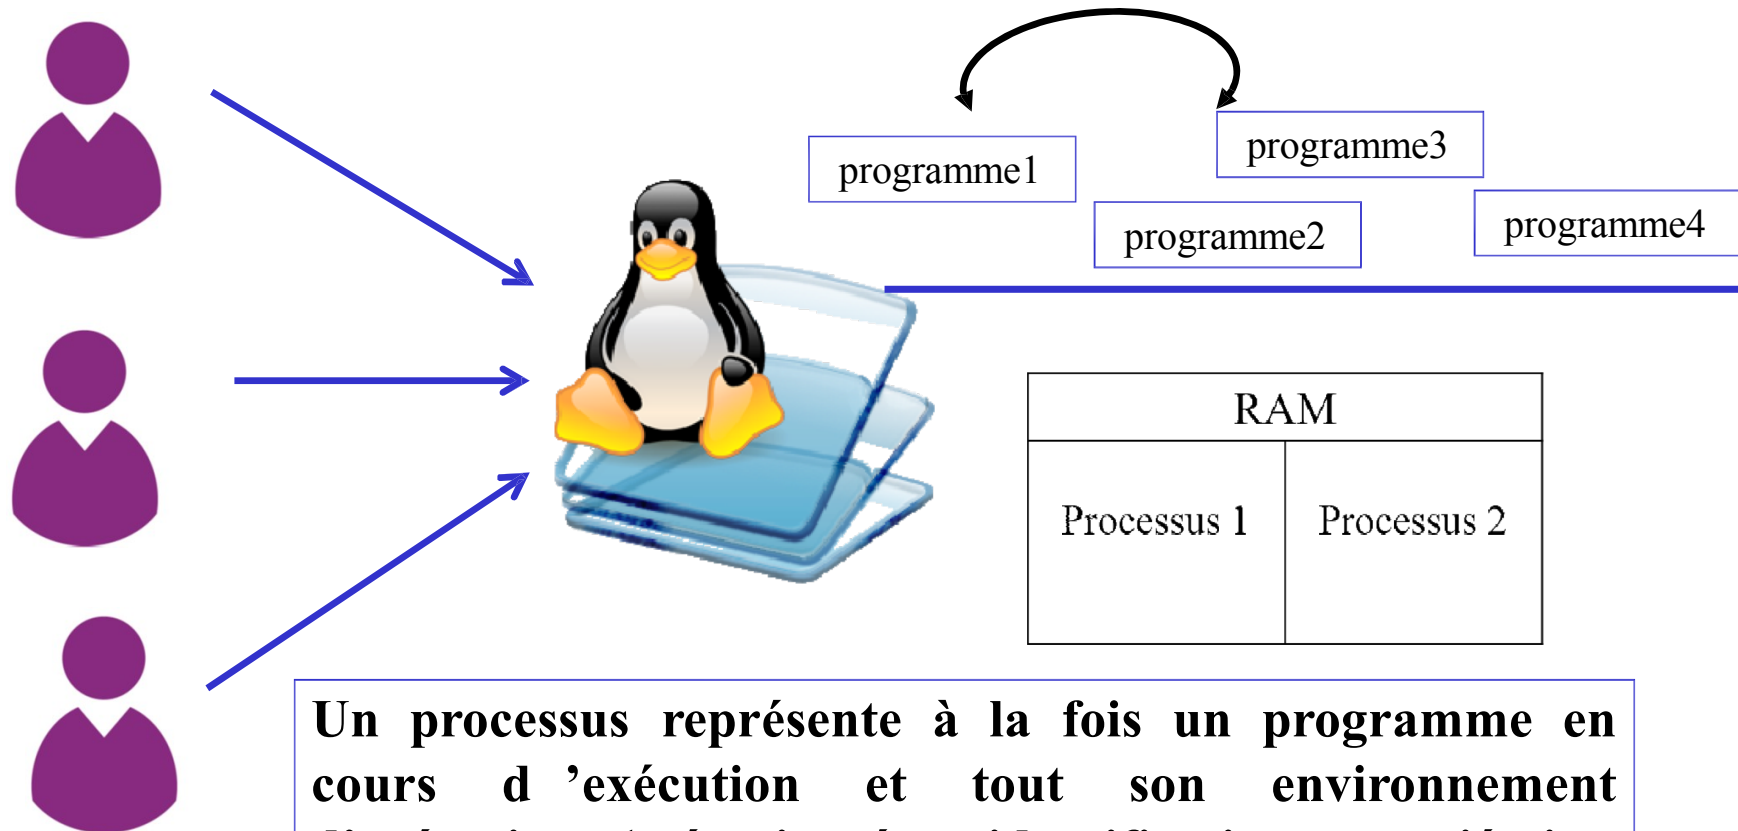 programme1
programme3
programme2
programme4
RAM
Processus 1
Processus 2
Un processus représente à la fois un programme en
cours d ’exécution et tout son environnement